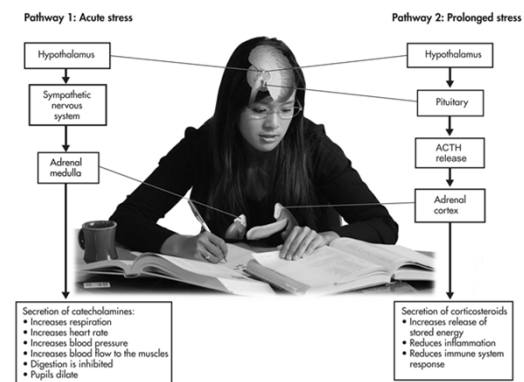 Pathway 1: Acute stress
Hypothalamus
Sympathetic
nervous
system
Adrenal
medulla
Secretion of catecholamines:
• Increases respiration
• Increases heart rate
• Increases blood pressure
• Increases blood flow to the muscles
• Digestion is inhibited
• Pupils dilate
Pathway 2: Prolonged stress
Hypothalamus
Pituitary
ACTH
release
Adrenal
cortex
Secretion of corticosteroids
• Increases release of
stored energy
• Reduces inflammation
• Reduces immune system
response